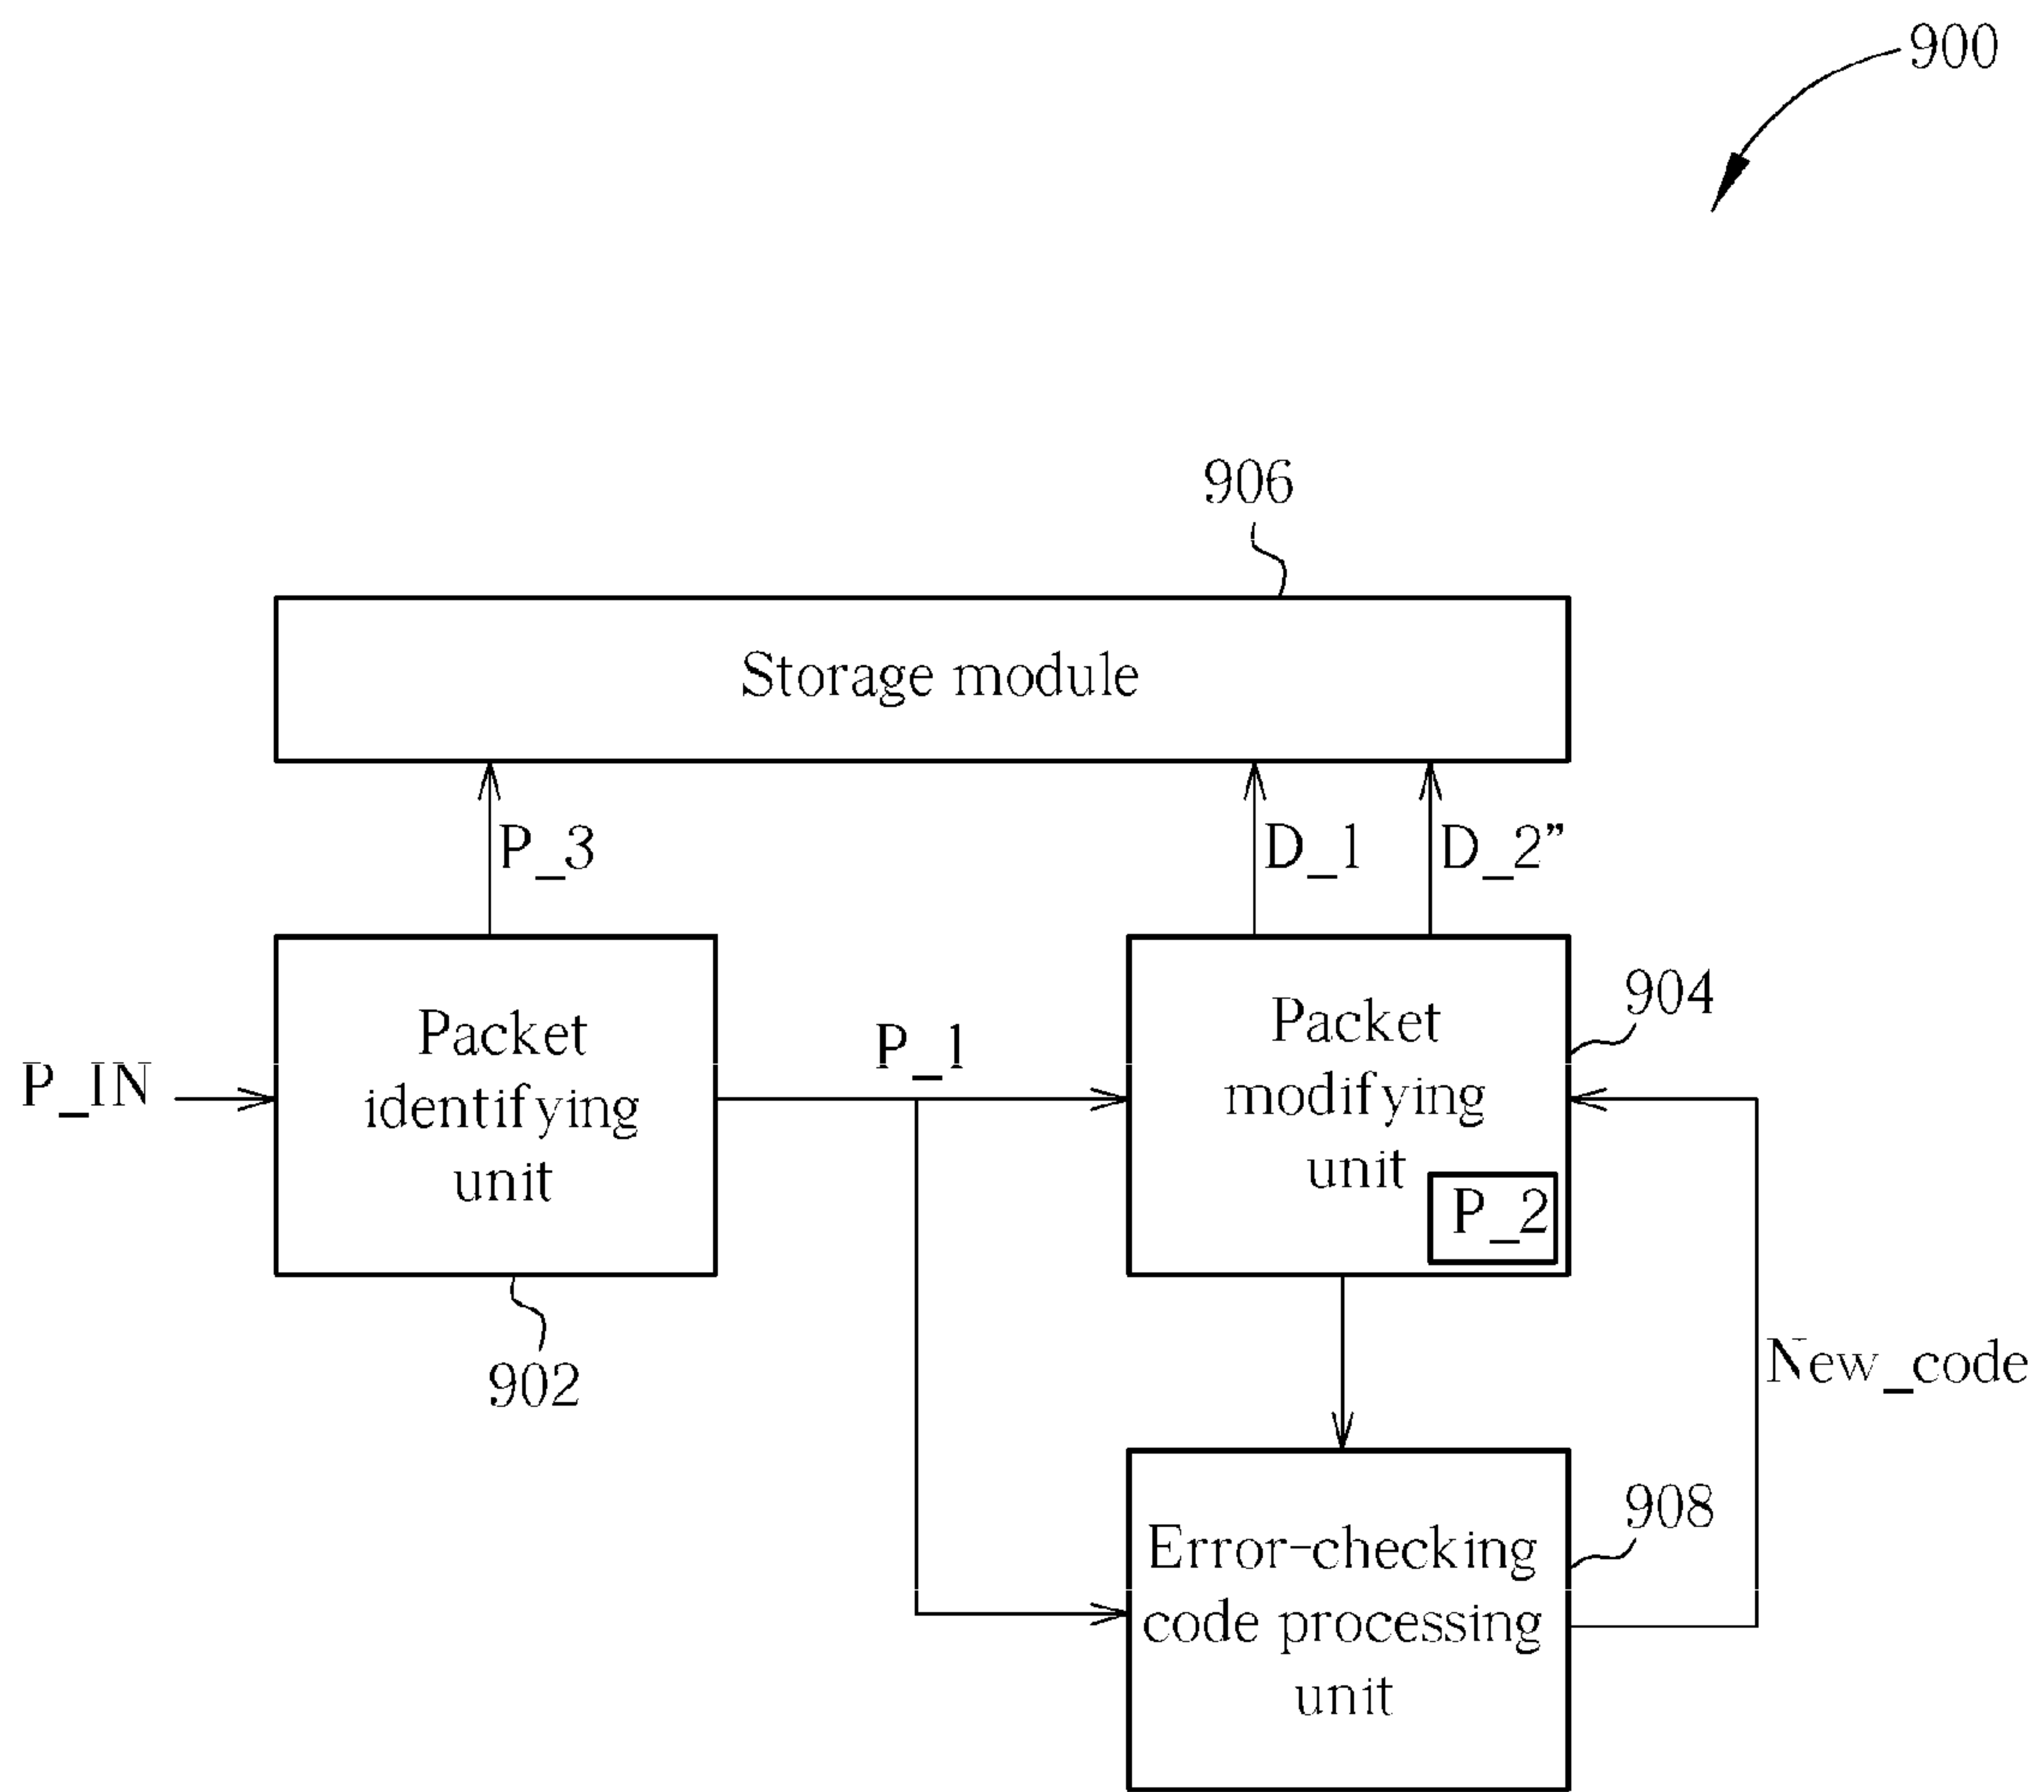 900
906
Storage module
P_3
D_1
D_2”
Packet
identifying
unit
P_IN
P_1
Packet
modifying
unit
P_2
904
902
New_code
Error-checking
code processing
unit
908